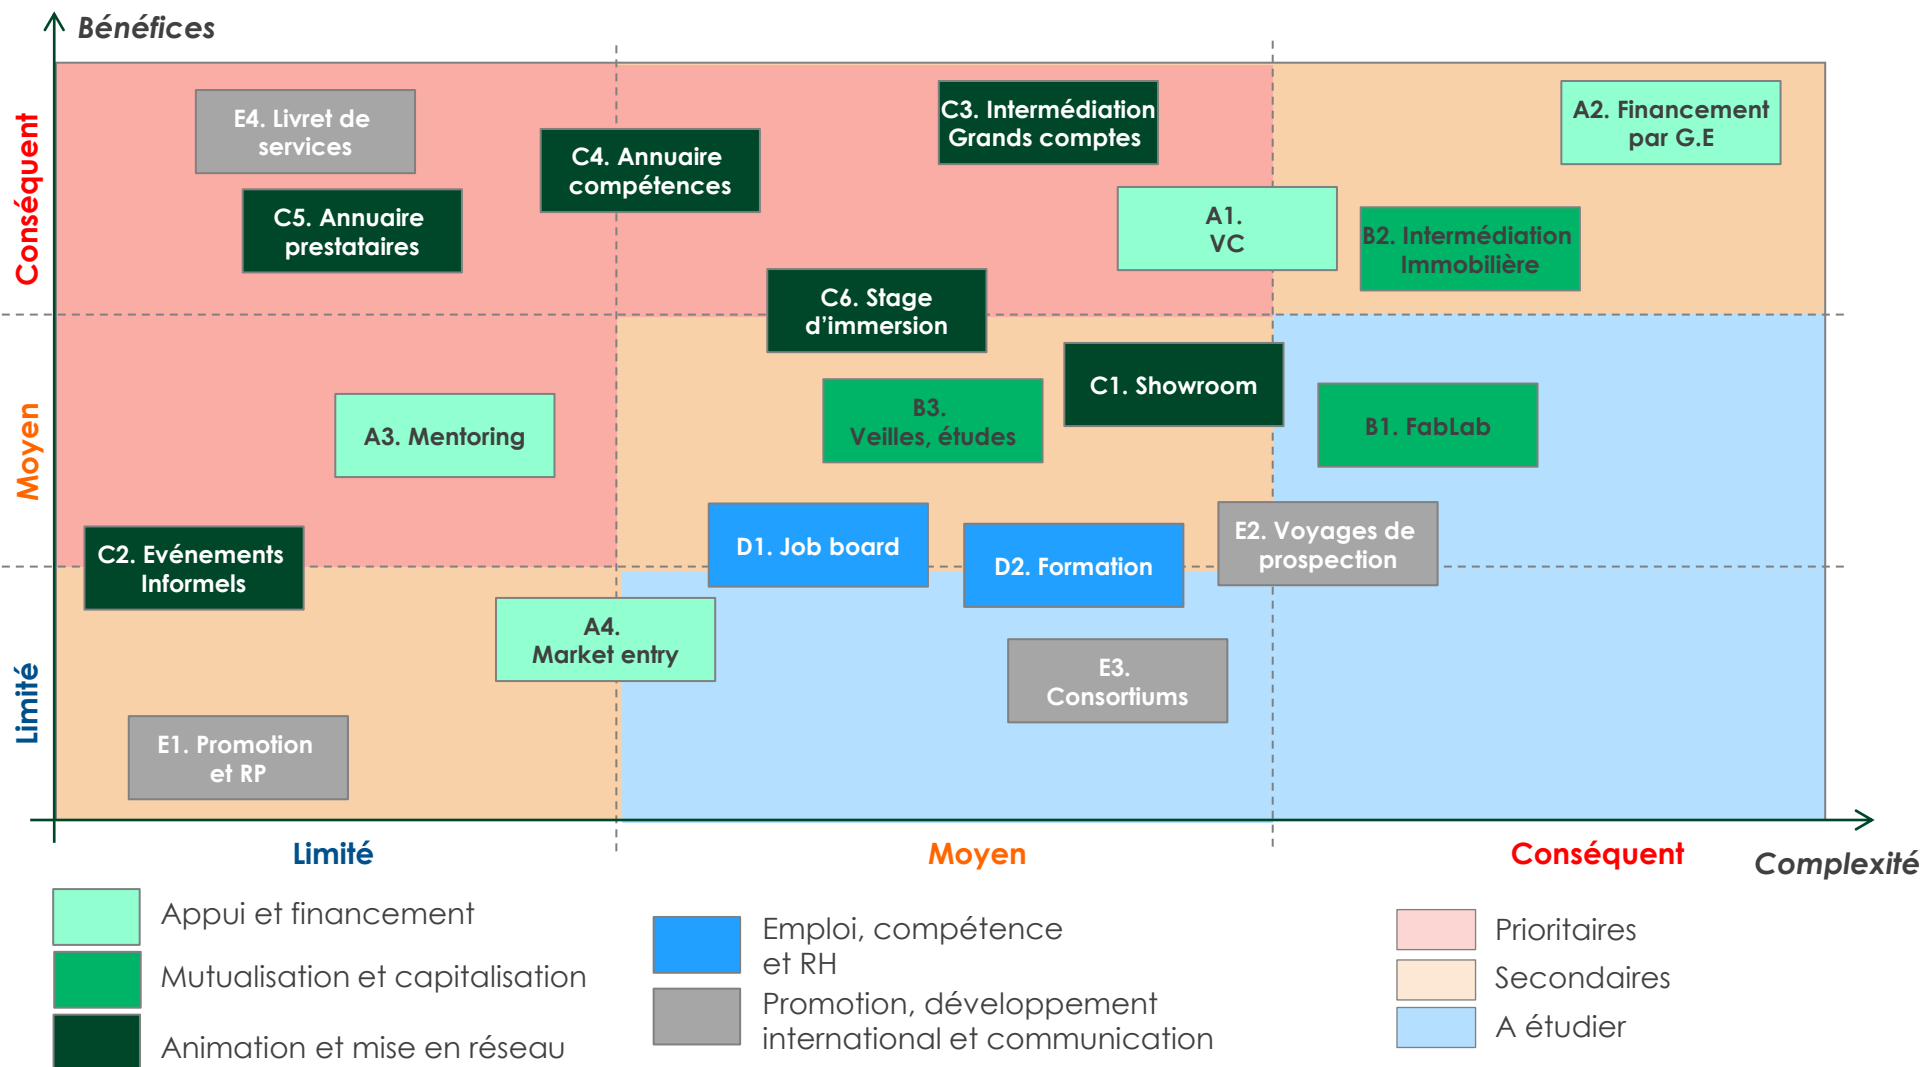 Bénéfices
Conséquent
Moyen
Limité
E4. Livret de
services
C3. Intermédiation
Grands comptes
A2. Financement
par G.E
C4. Annuaire
compétences
C5. Annuaire
prestataires
A1.
VC
B2. Intermédiation
Immobilière
C6. Stage
d’immersion
C1. Showroom
A3. Mentoring
B3.
Veilles, études
B1. FabLab
C2. Evénements
Informels
D1. Job board
D2. Formation
E2. Voyages de
prospection
A4.
Market entry
E3.
Consortiums
E1. Promotion
et RP
Limité
Moyen
Conséquent
Complexité
Appui et financement
Mutualisation et capitalisation
Animation et mise en réseau
Emploi, compétence
et RH
Promotion, développement
international et communication
Prioritaires
Secondaires
A étudier